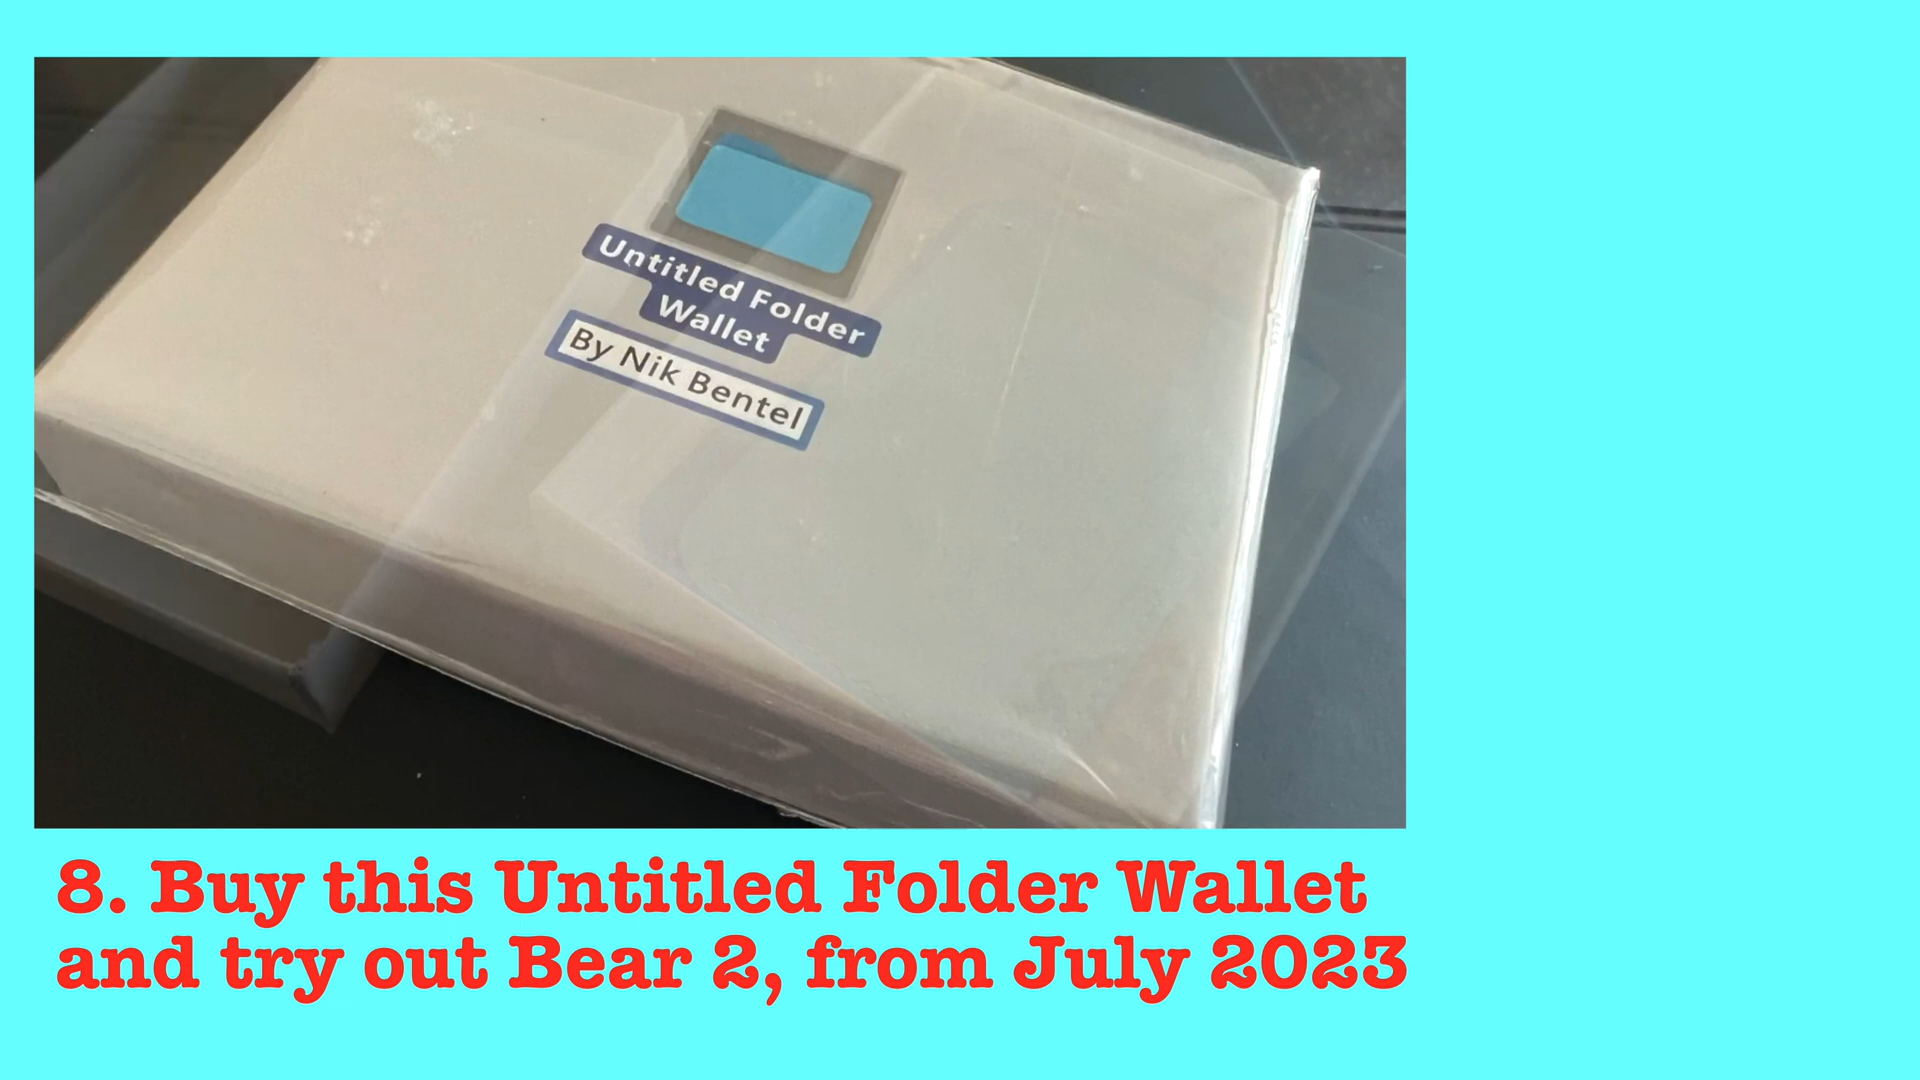 Untitled Folder
Wallet
By Nik Bentel
8. Buy this Untitled Folder Wallet
and try out Bear 2, from July 2023